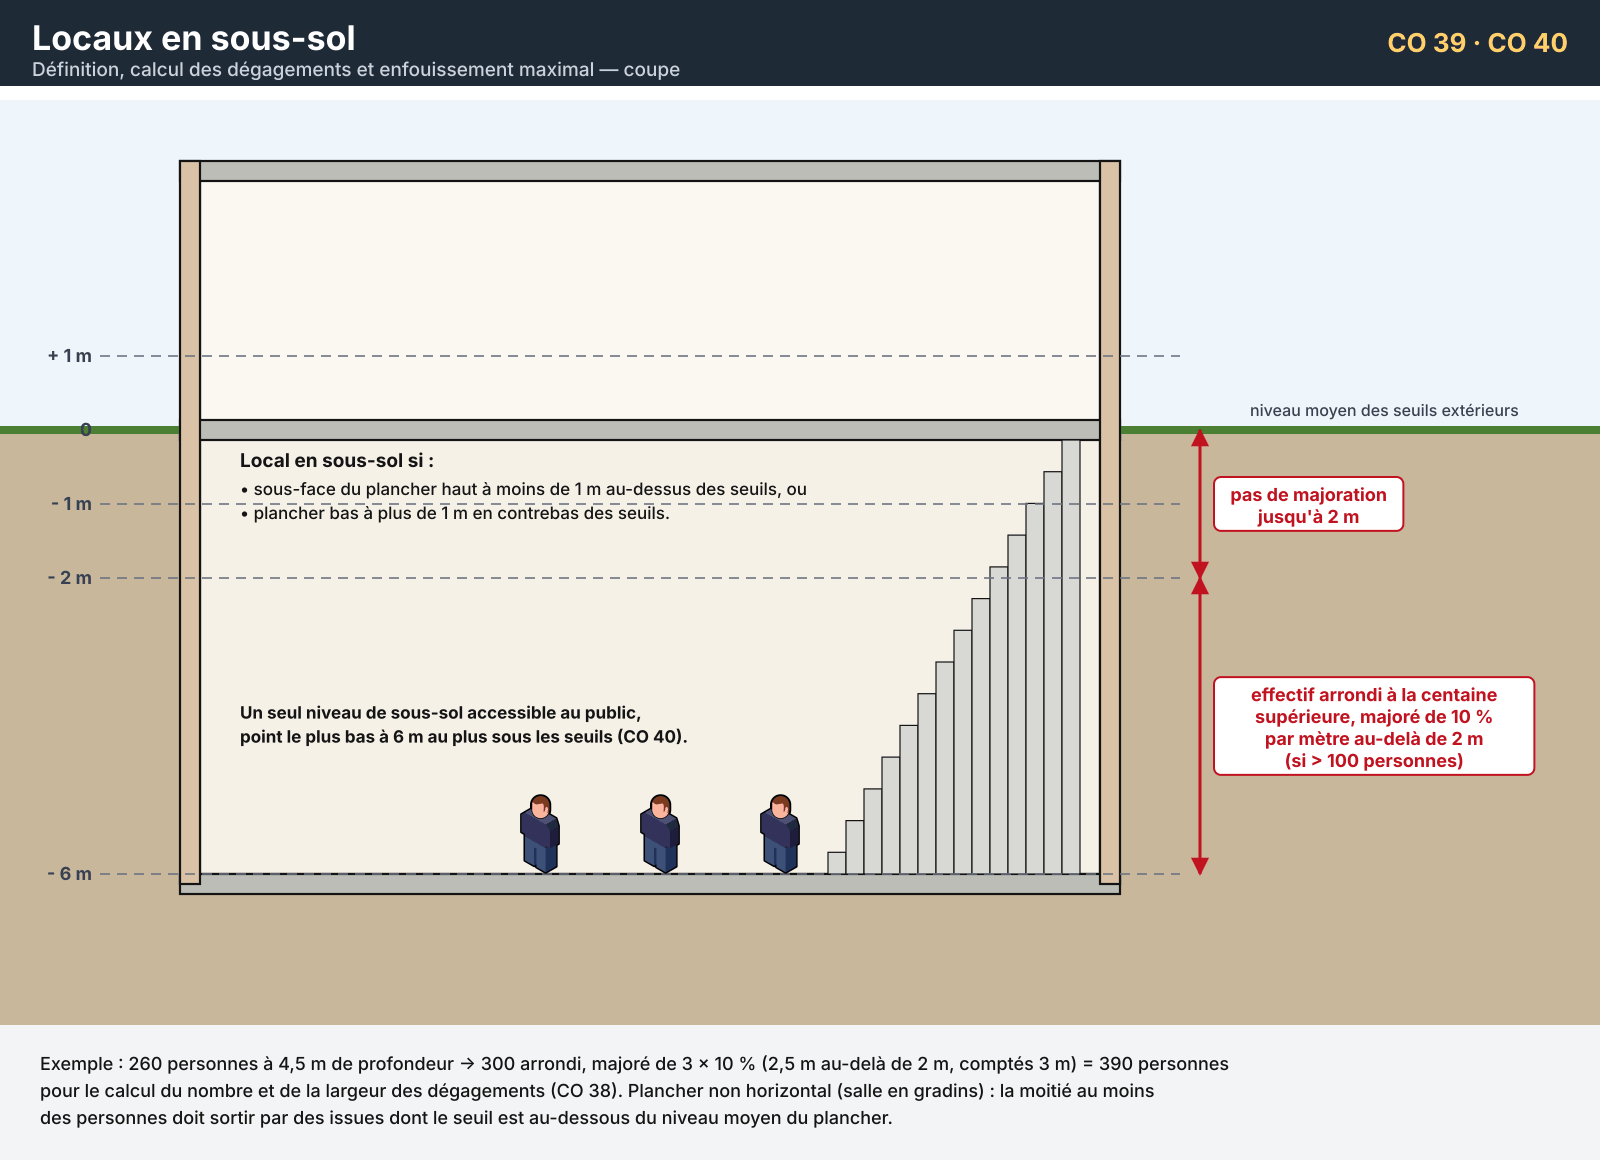 Locaux en sous-sol
CO 39 · CO 40
Définition, calcul des dégagements et enfouissement maximal — coupe
+ 1 m
niveau moyen des seuils extérieurs
0
Local en sous-sol si :
• sous-face du plancher haut à moins de 1 m au-dessus des seuils, ou
- 1 m
• plancher bas à plus de 1 m en contrebas des seuils.
pas de majoration
jusqu'à 2 m
- 2 m
effectif arrondi à la centaine
supérieure, majoré de 10 %
par mètre au-delà de 2 m
(si > 100 personnes)
Un seul niveau de sous-sol accessible au public,
point le plus bas à 6 m au plus sous les seuils (CO 40).
- 6 m
Exemple : 260 personnes à 4,5 m de profondeur → 300 arrondi, majoré de 3 × 10 % (2,5 m au-delà de 2 m, comptés 3 m) = 390 personnes
pour le calcul du nombre et de la largeur des dégagements (CO 38). Plancher non horizontal (salle en gradins) : la moitié au moins
des personnes doit sortir par des issues dont le seuil est au-dessous du niveau moyen du plancher.